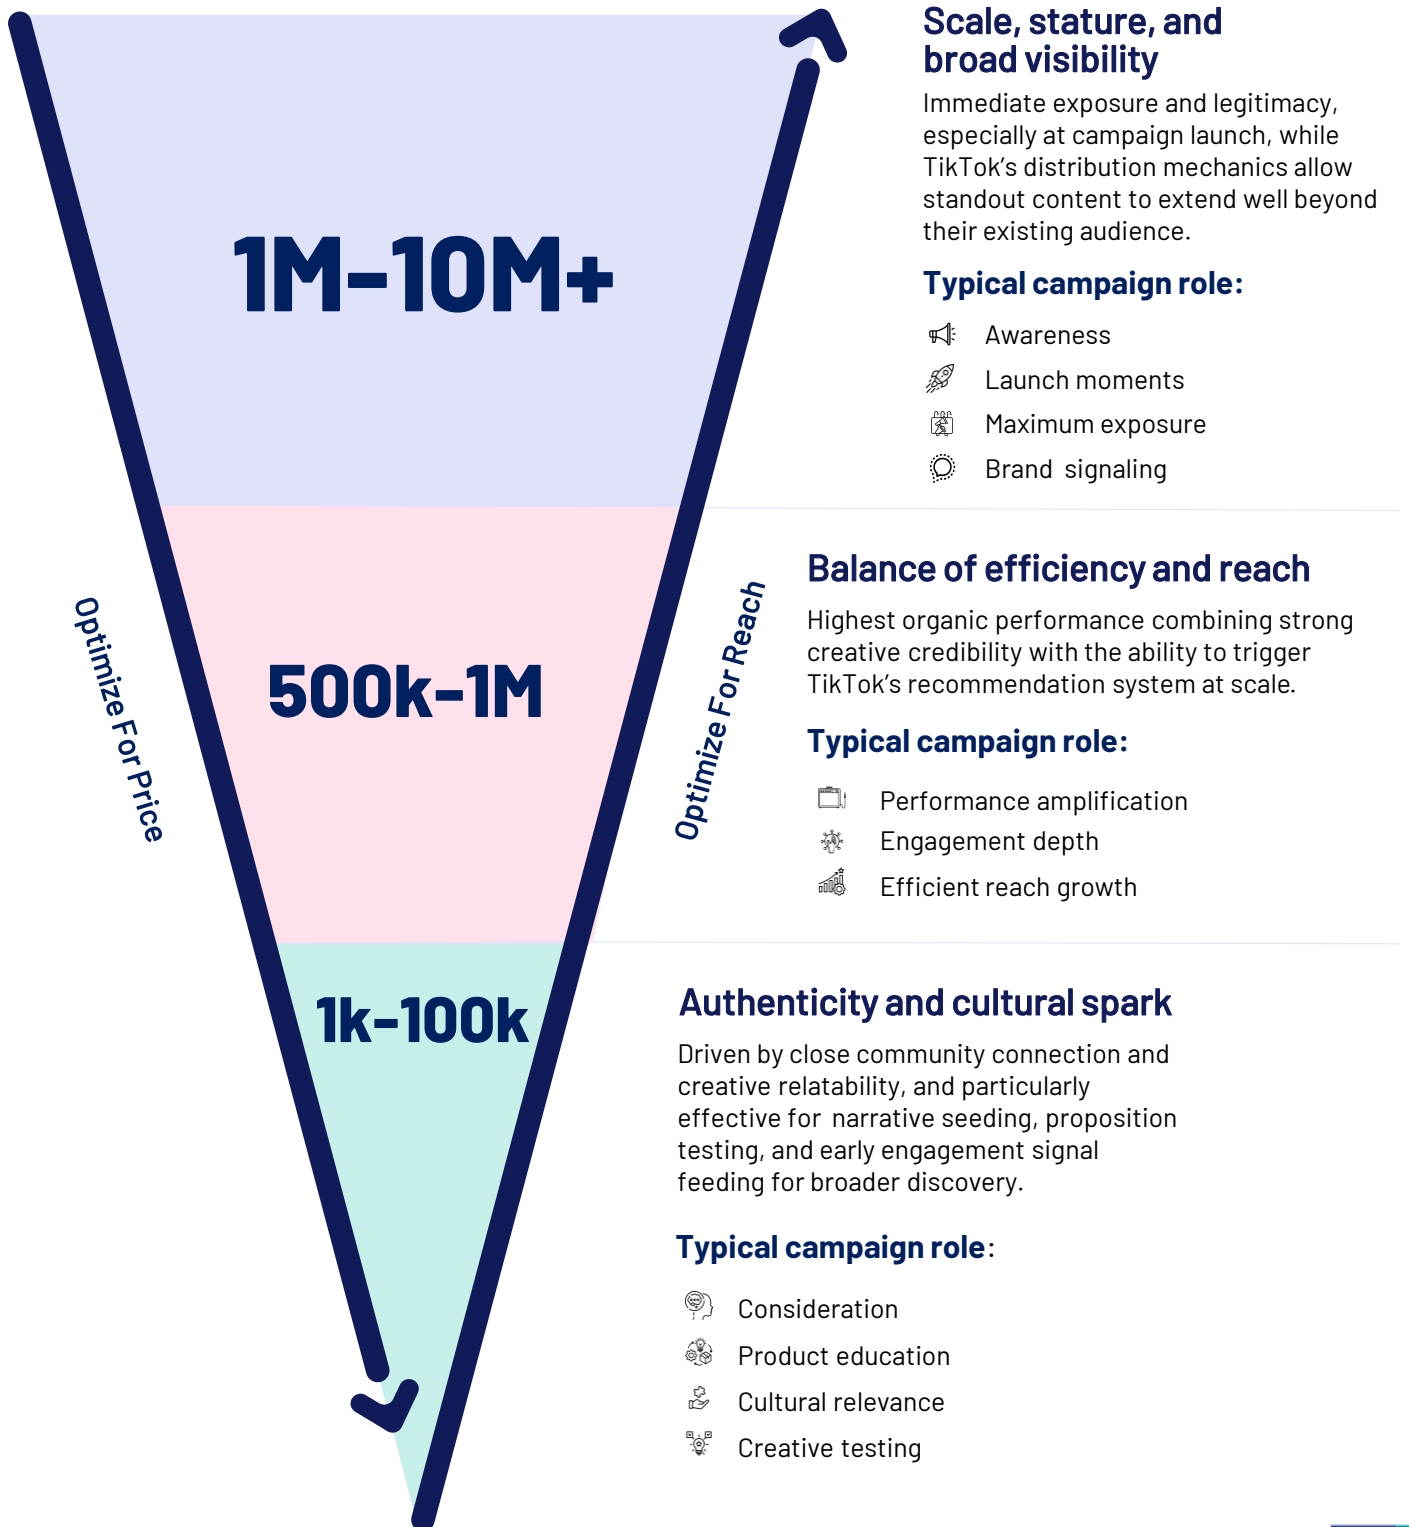 Scale, stature, and
broad visibility
Immediate exposure and legitimacy,
especially at campaign launch, while
TikTok’s distribution mechanics allow
standout content to extend well beyond
their existing audience.
Typical campaign role:
Awareness
Launch moments
Maximum exposure
Brand signaling
1M-10M+
Balance of efficiency and reach
Highest organic performance combining strong
creative credibility with the ability to trigger
TikTok’s recommendation system at scale.
Typical campaign role:
Performance amplification
Engagement depth
Efficient reach growth
500k-1M
Optimize For Price
Optimize For Reach
1k-100k
Authenticity and cultural spark
Driven by close community connection and
creative relatability, and particularly
effective for narrative seeding, proposition
testing, and early engagement signal
feeding for broader discovery.
Typical campaign role:
Consideration
Product education
Cultural relevance
Creative testing